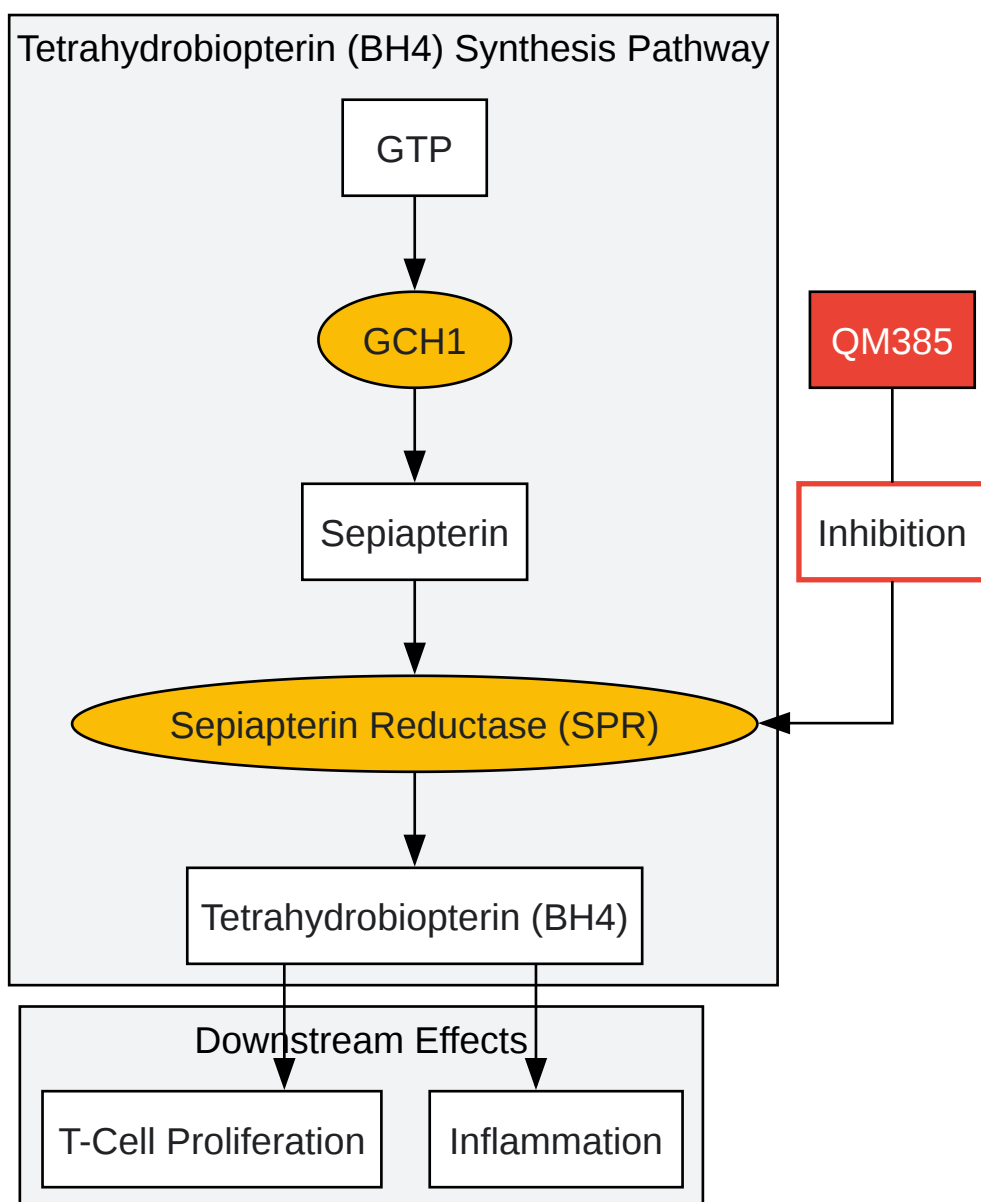 Tetrahydrobiopterin (BH4) Synthesis Pathway
GTP
GCH1
QM385
Sepiapterin
Inhibition
Sepiapterin Reductase (SPR)
Tetrahydrobiopterin (BH4)
Downstream Effects
T-Cell Proliferation
Inflammation